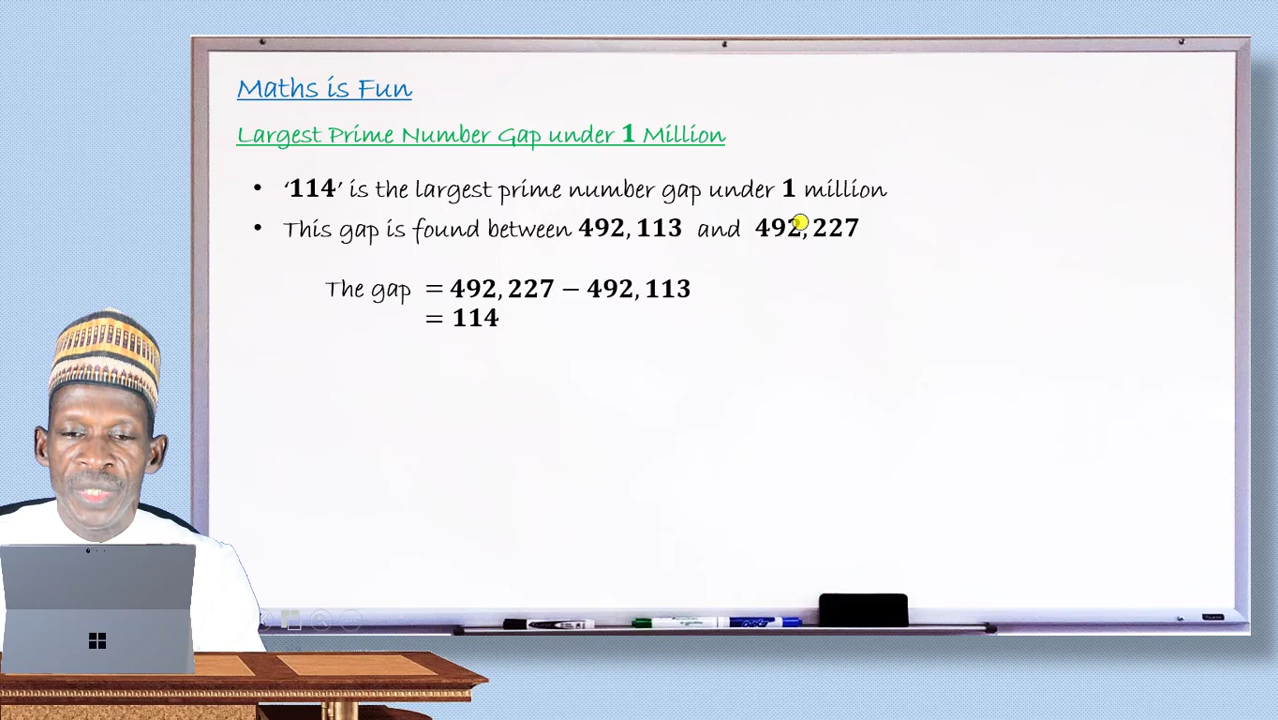 Maths is Fun
Largest Prime Number Gap under 1 Million
• ‘114’ is the largest prime number gap under 1 million
• This gap is found between 492,113 and 492,227
The gap = 492,227 − 492,113
= 114